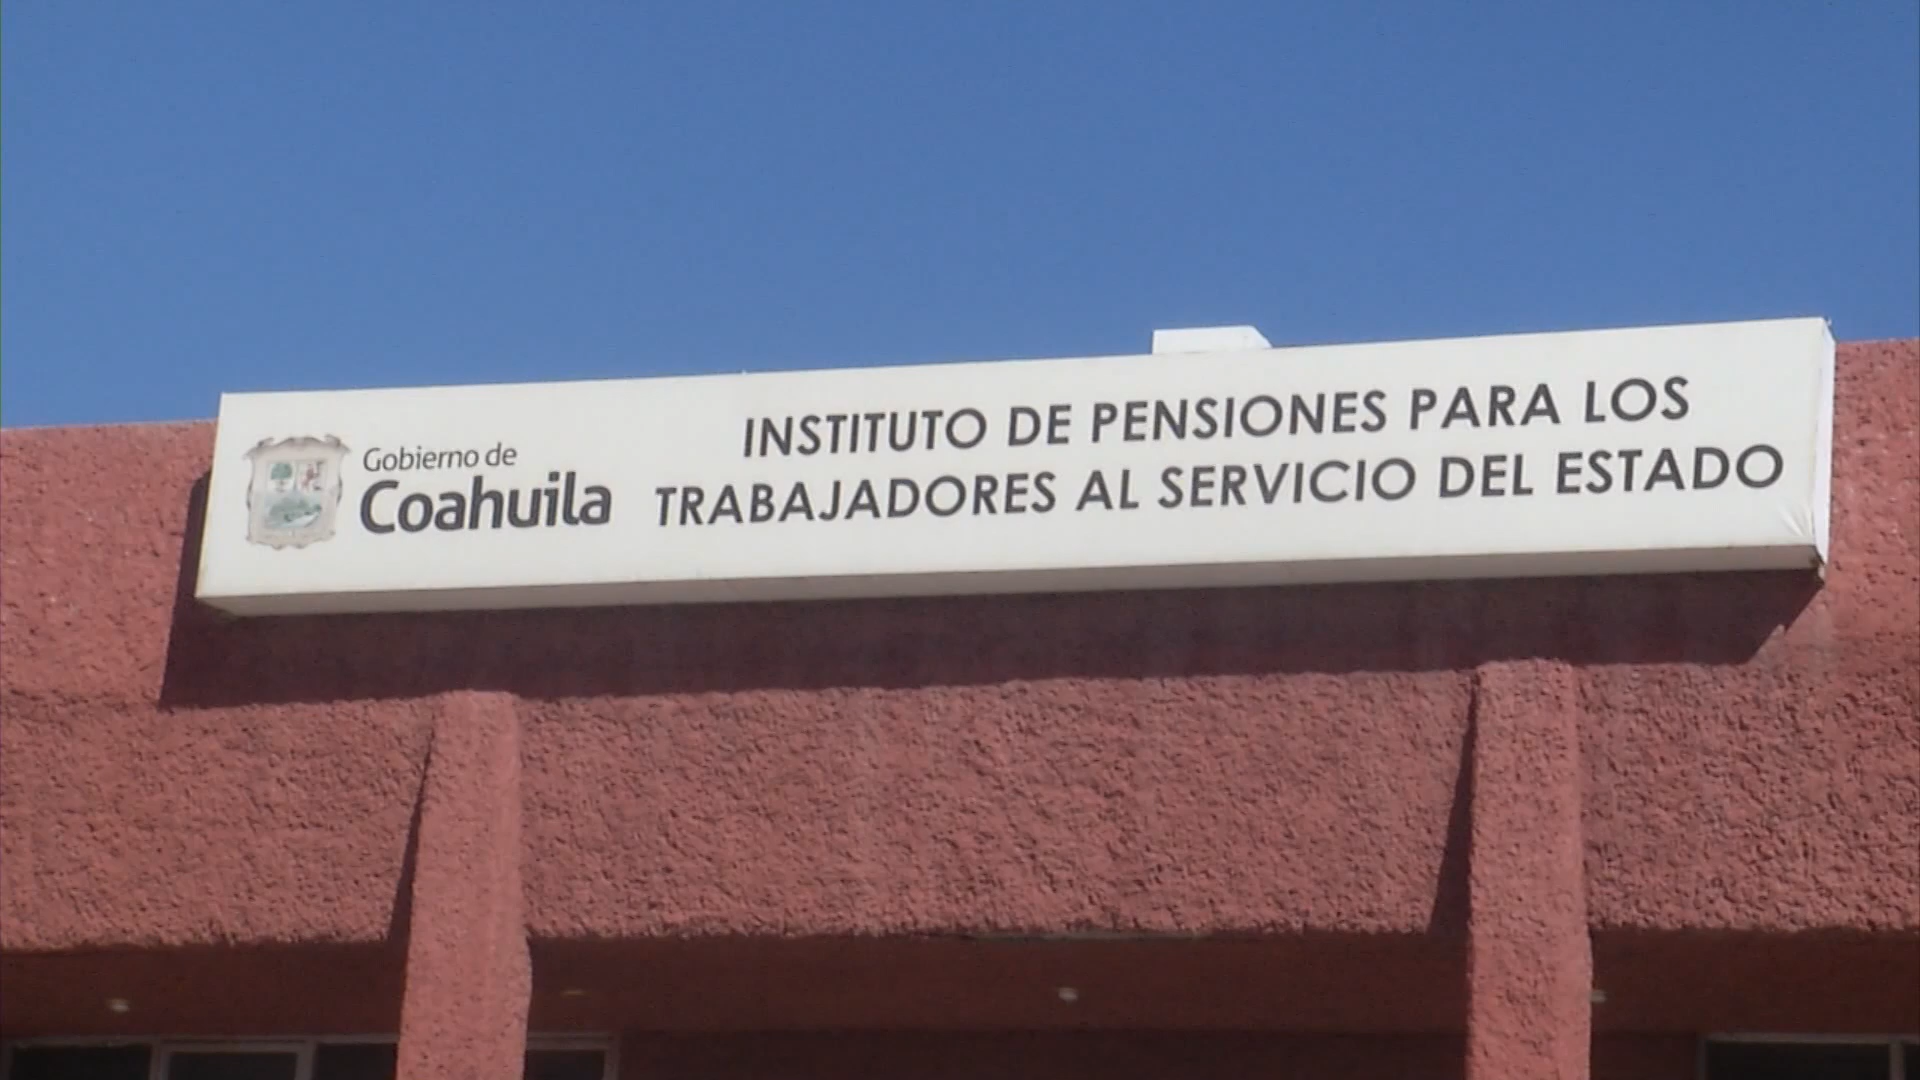 Gobierno de
Coahuila
INSTITUTO DE PENSIONES PARA LOS
TRABAJADORES AL SERVICIO DEL ESTADO